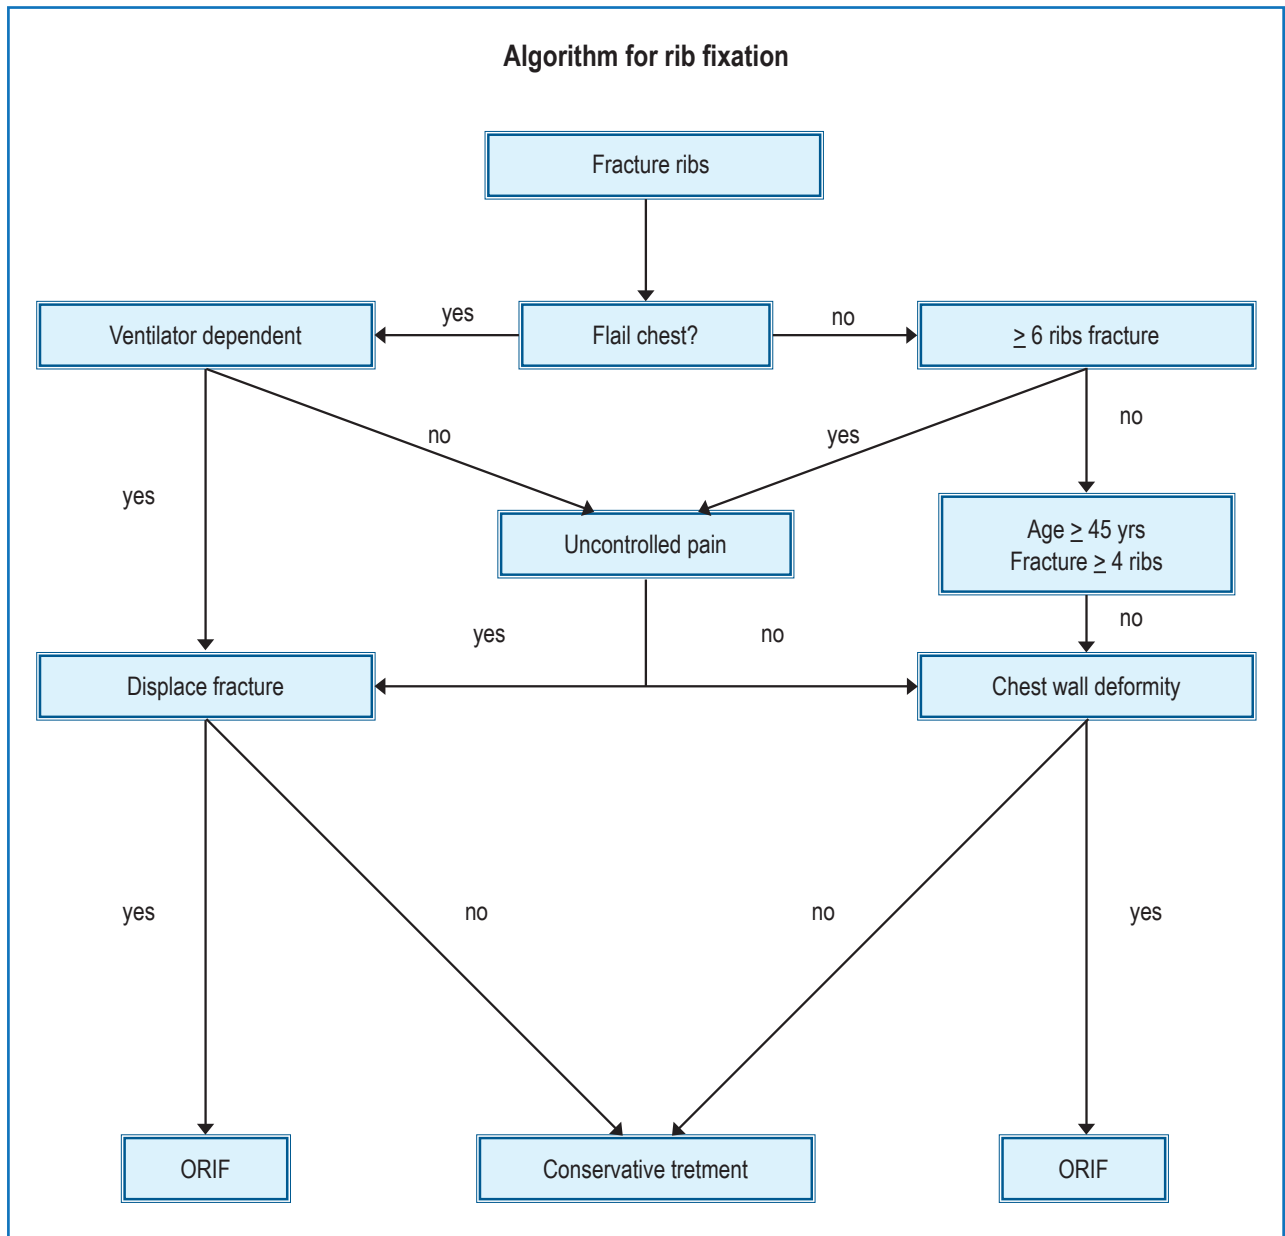 Algorithm for rib fixation
Fracture ribs
Ventilator dependent
yes
Flail chest?
no
≥ 6 ribs fracture
no
yes
no
yes
Uncontrolled pain
Age ≥ 45 yrs
Fracture ≥ 4 ribs
no
yes
no
Displace fracture
Chest wall deformity
yes
no
no
yes
ORIF
Conservative tretment
ORIF